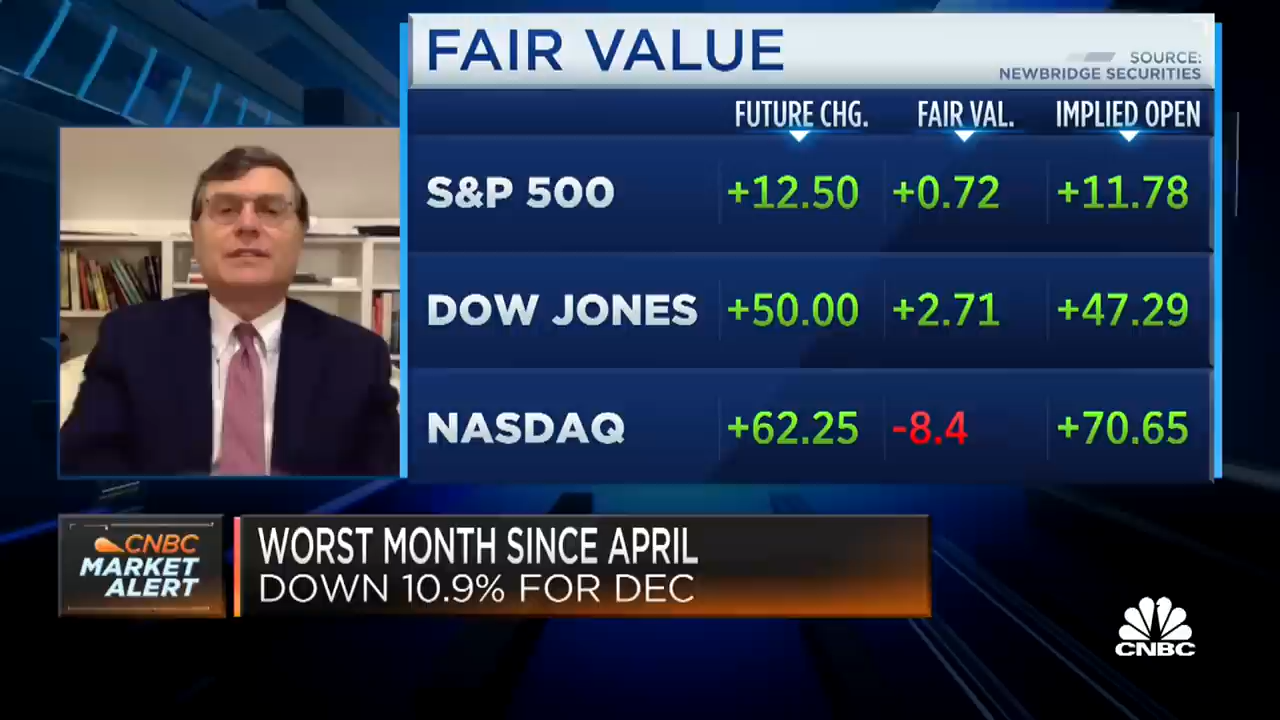 FAIR VALUE
SOURCE:
NEWBRIDGE SECURITIES
FUTURE CHG. FAIR VAL. IMPLIED OPEN
S&P 500 +12.50 +0.72 +11.78
DOW JONES +50.00 +2.71 +47.29
NASDAQ +62.25 -8.4 +70.65
CNBC
MARKET
ALERT
WORST MONTH SINCE APRIL
DOWN 10.9% FOR DEC
CNBC